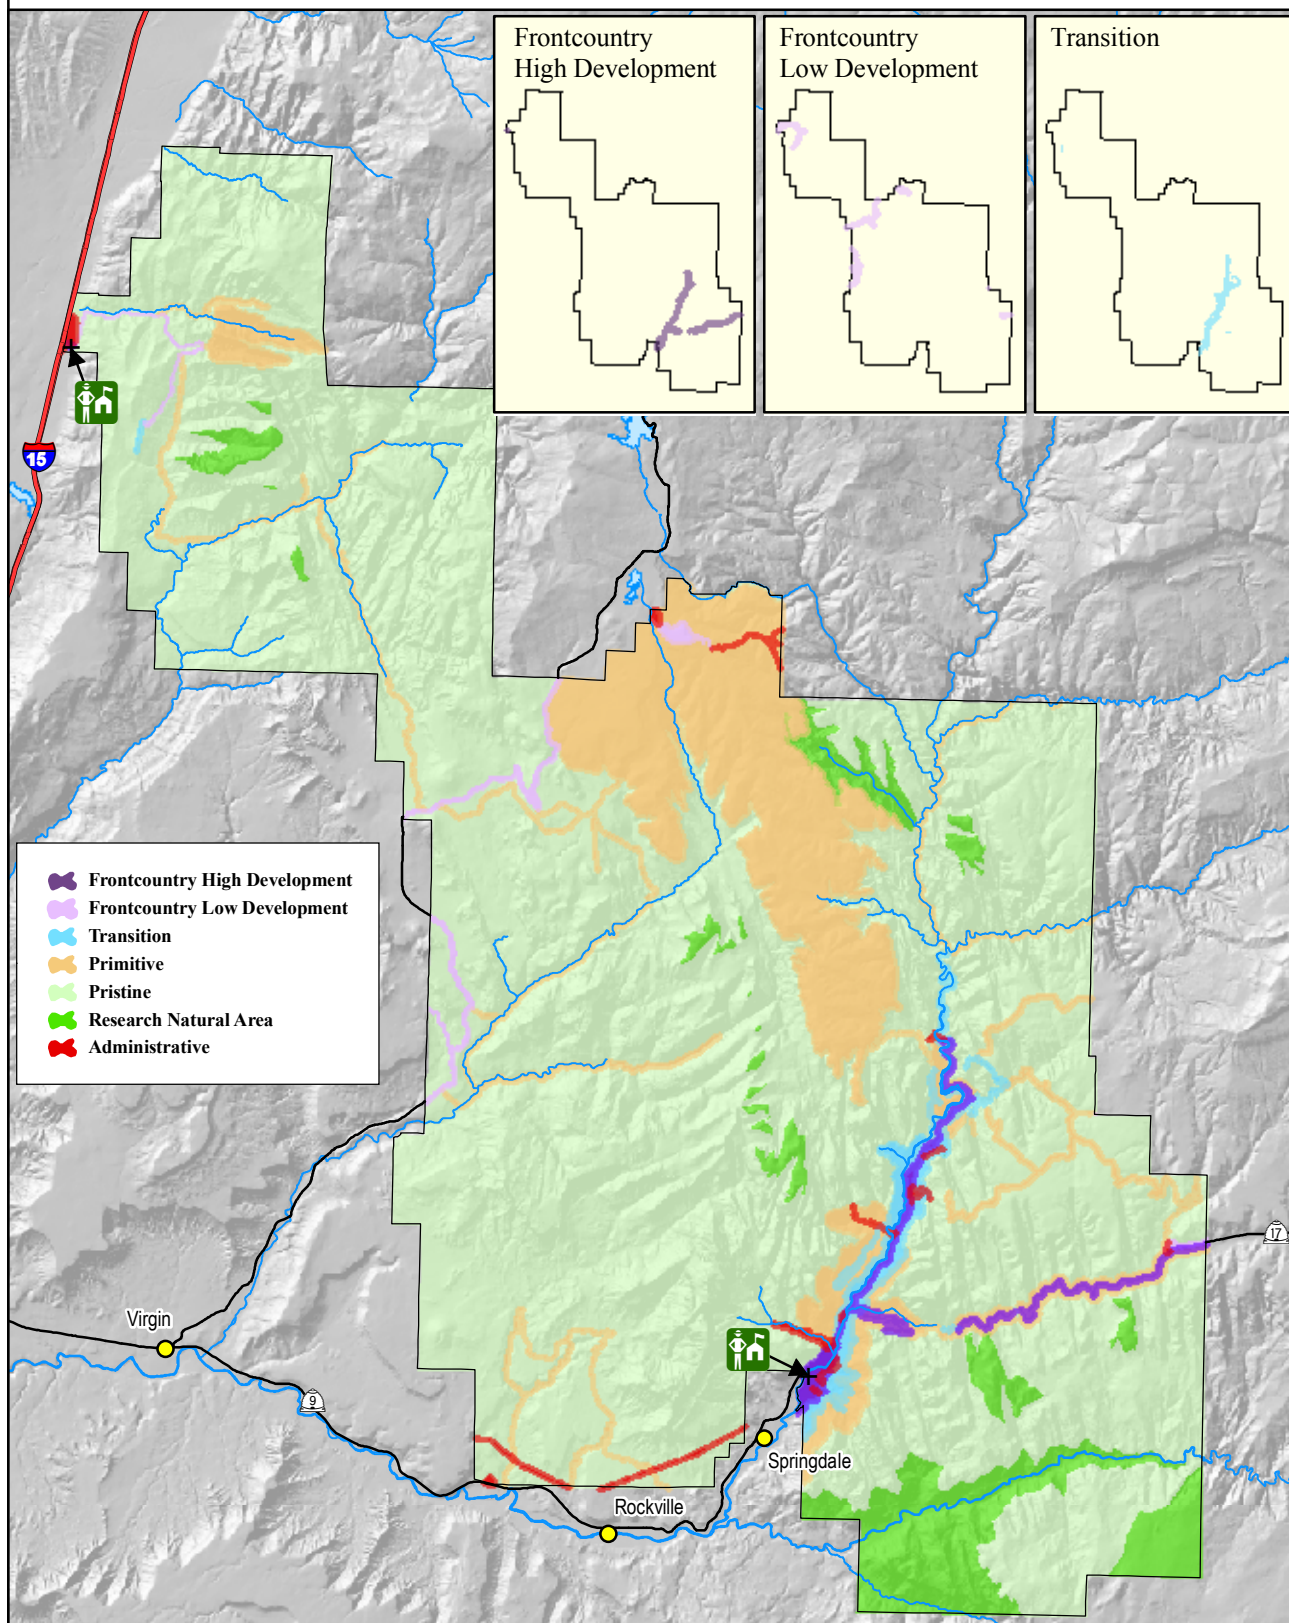 Frontcountry
High Development
Frontcountry
Low Development
Transition
15
Frontcountry High Development
Frontcountry Low Development
Transition
Primitive
Pristine
Research Natural Area
Administrative
17
Virgin
9
Springdale
Rockville